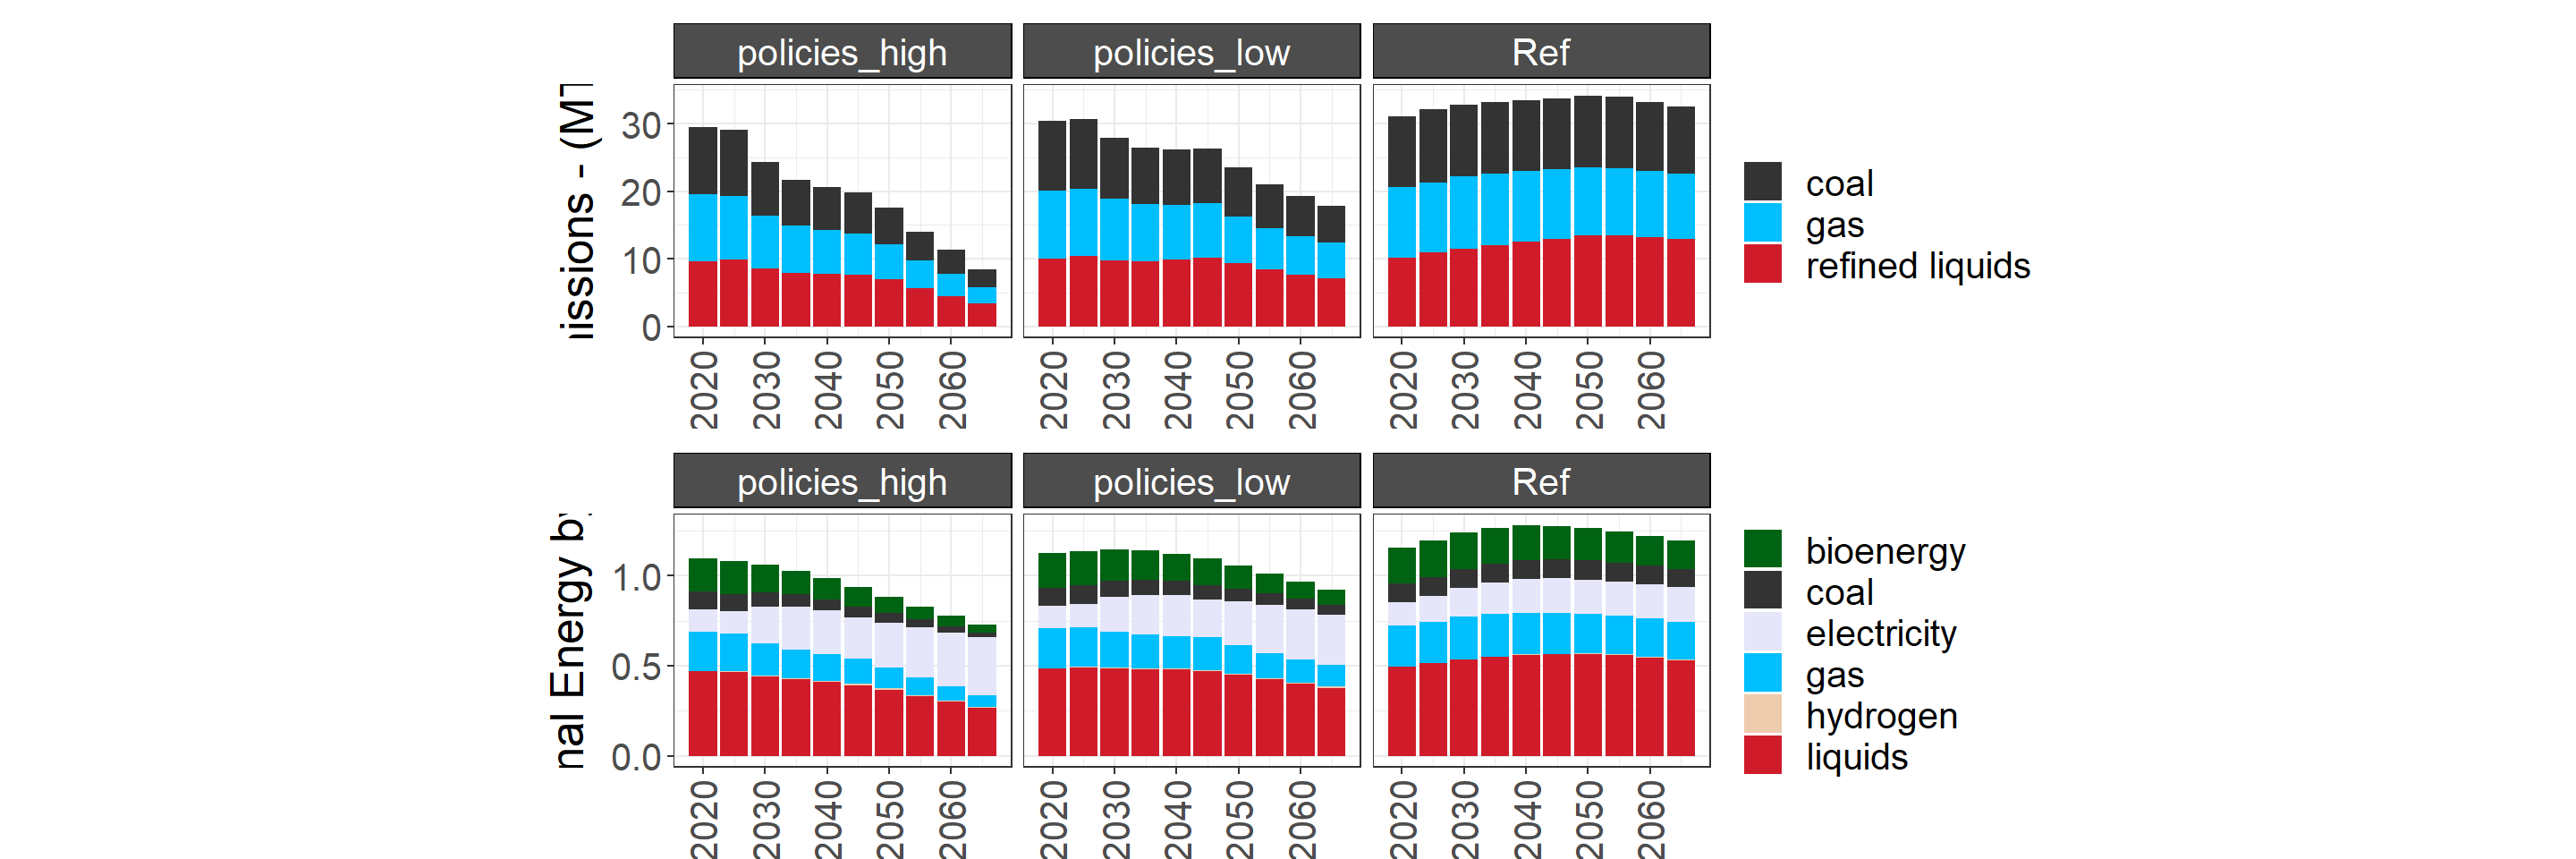 policies_high policies_low Ref
issions - (MT
30
20
10
0
2020 2030 2040 2050 2060 2020 2030 2040 2050 2060 2020 2030 2040 2050 2060
coal
gas
refined liquids
policies_high policies_low Ref
nal Energy by
1.0
0.5
0.0
2020 2030 2040 2050 2060 2020 2030 2040 2050 2060 2020 2030 2040 2050 2060
bioenergy
coal
electricity
gas
hydrogen
liquids